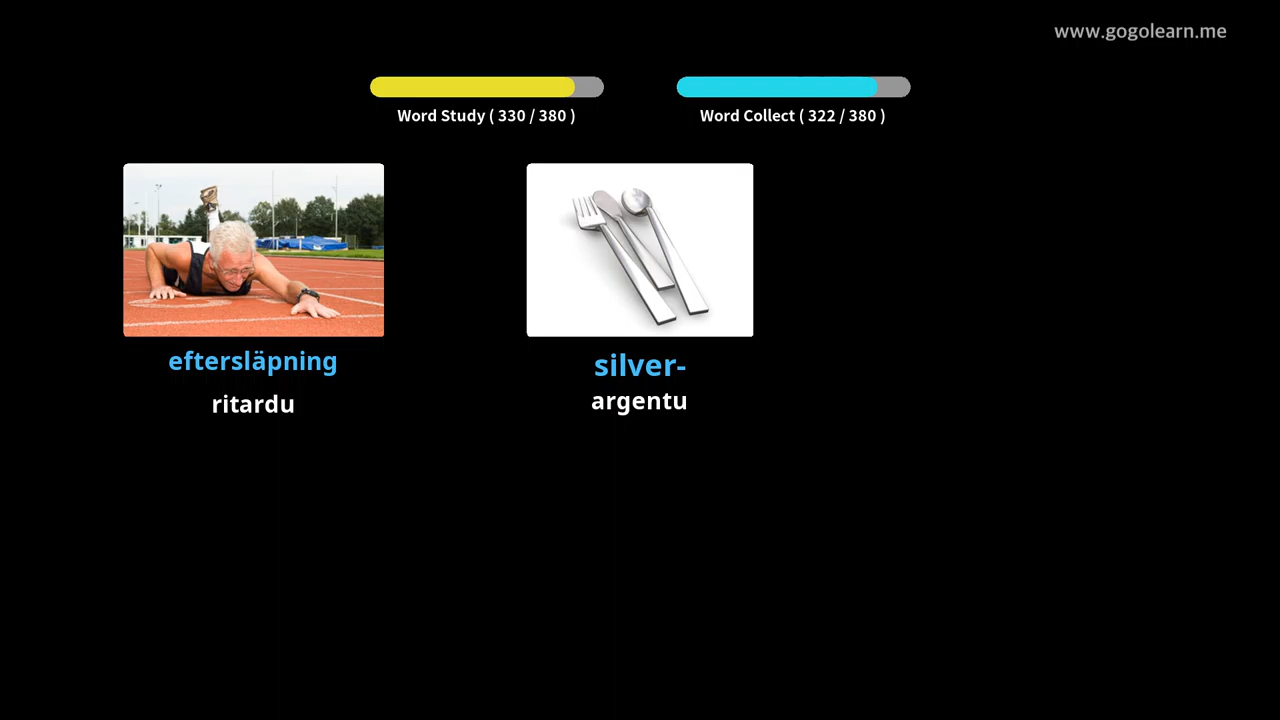 www.gogolearn.me
Word Study ( 330 / 380 )
Word Collect ( 322 / 380 )
eftersläpning
ritardu
silver-
argentu